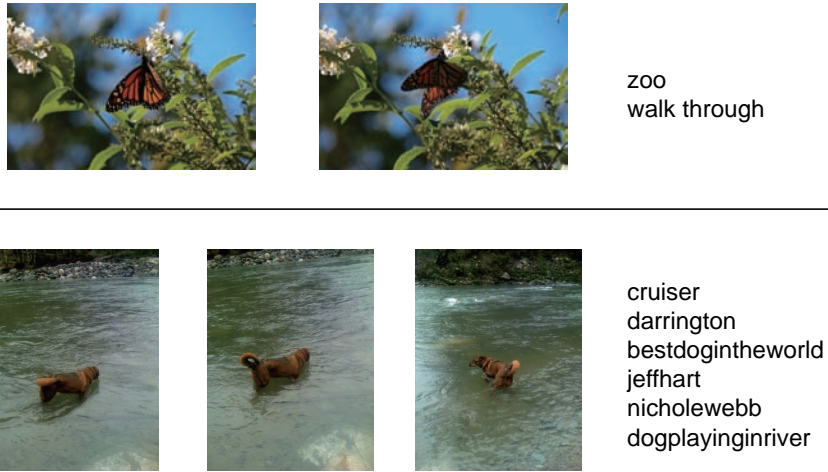 zoo
walk through
cruiser
darrington
bestdogintheworld
jeffhart
nicholewebb
dogplayinginriver